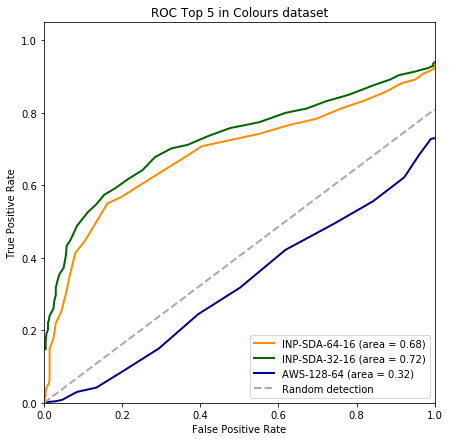 ROC Top 5 in Colours dataset
True Positive Rate
1.0
0.8
0.6
0.4
0.2
0.0
0.0 0.2 0.4 0.6 0.8 1.0
False Positive Rate
INP-SDA-64-16 (area = 0.68)
INP-SDA-32-16 (area = 0.72)
AWS-128-64 (area = 0.32)
Random detection